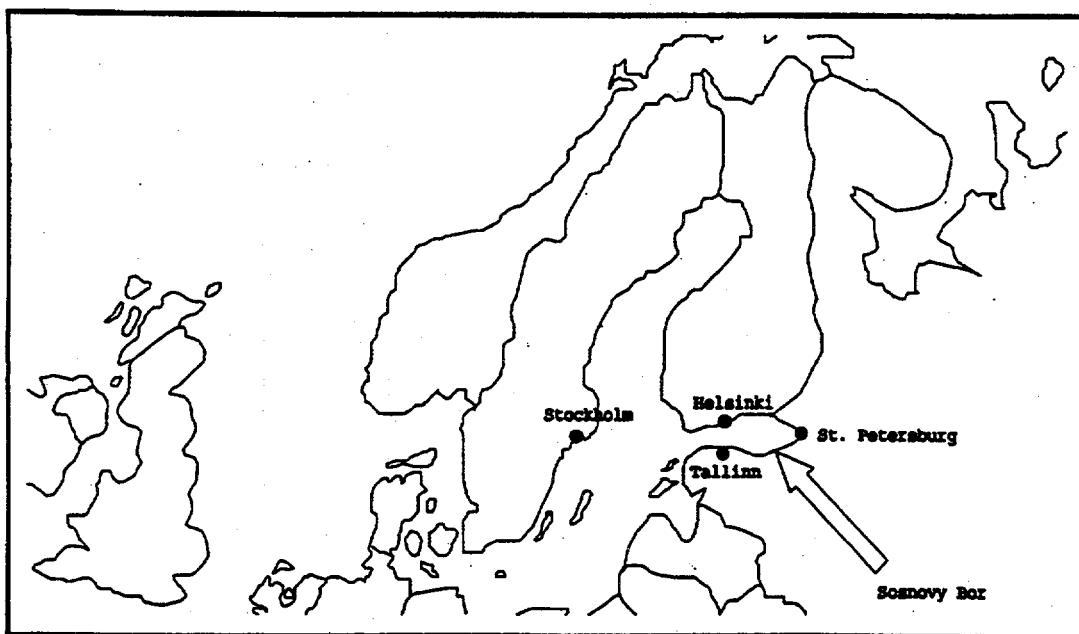 Helsinki
Stockholm
St. Petersburg
Tallinn
Sosnovy Bor